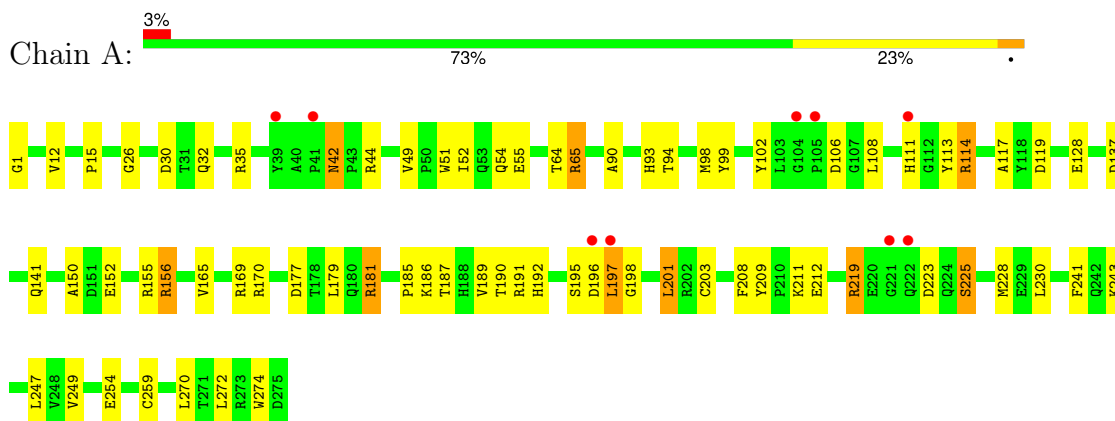 3%
Chain A:
73% 23% •
G1 V12 P15 G26 D30 T31 Q32 R35 Y39 A40 P41 N42 P43 R44 V49 P50 W51 I52 Q53 Q54 E55 T64 R65 A90 H93 T94 M98 Y99 Y102 L103 G104 P105 D106 G107 L108 H111 G112 Y113 R114 A117 Y118 D119 E128 D137
Q141 A150 D151 E152 R155 R156 V165 R169 R170 D177 T178 L179 Q180 R181 P185 K186 T187 H188 V189 T190 R191 H192 S195 D196 L197 G198 L201 R202 C203 F208 Y209 P210 K211 E212 R219 E220 G221 Q222 D223 Q224 S225 M228 E229 L230 F241 Q242 K243
L247 V248 V249 E254 C259 L270 T271 L272 R273 W274 D275